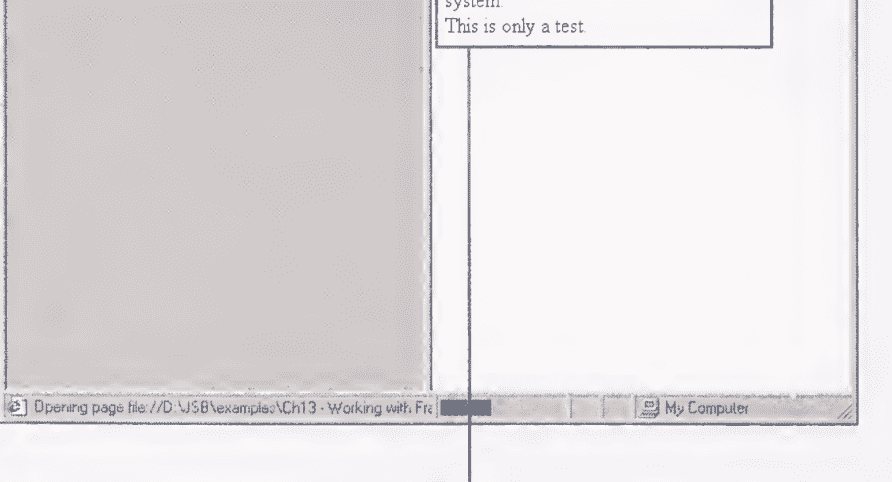 system.
This is only a test.
Opening page file://D:\JSB\examples\Ch13 - Working with Fra
My Computer